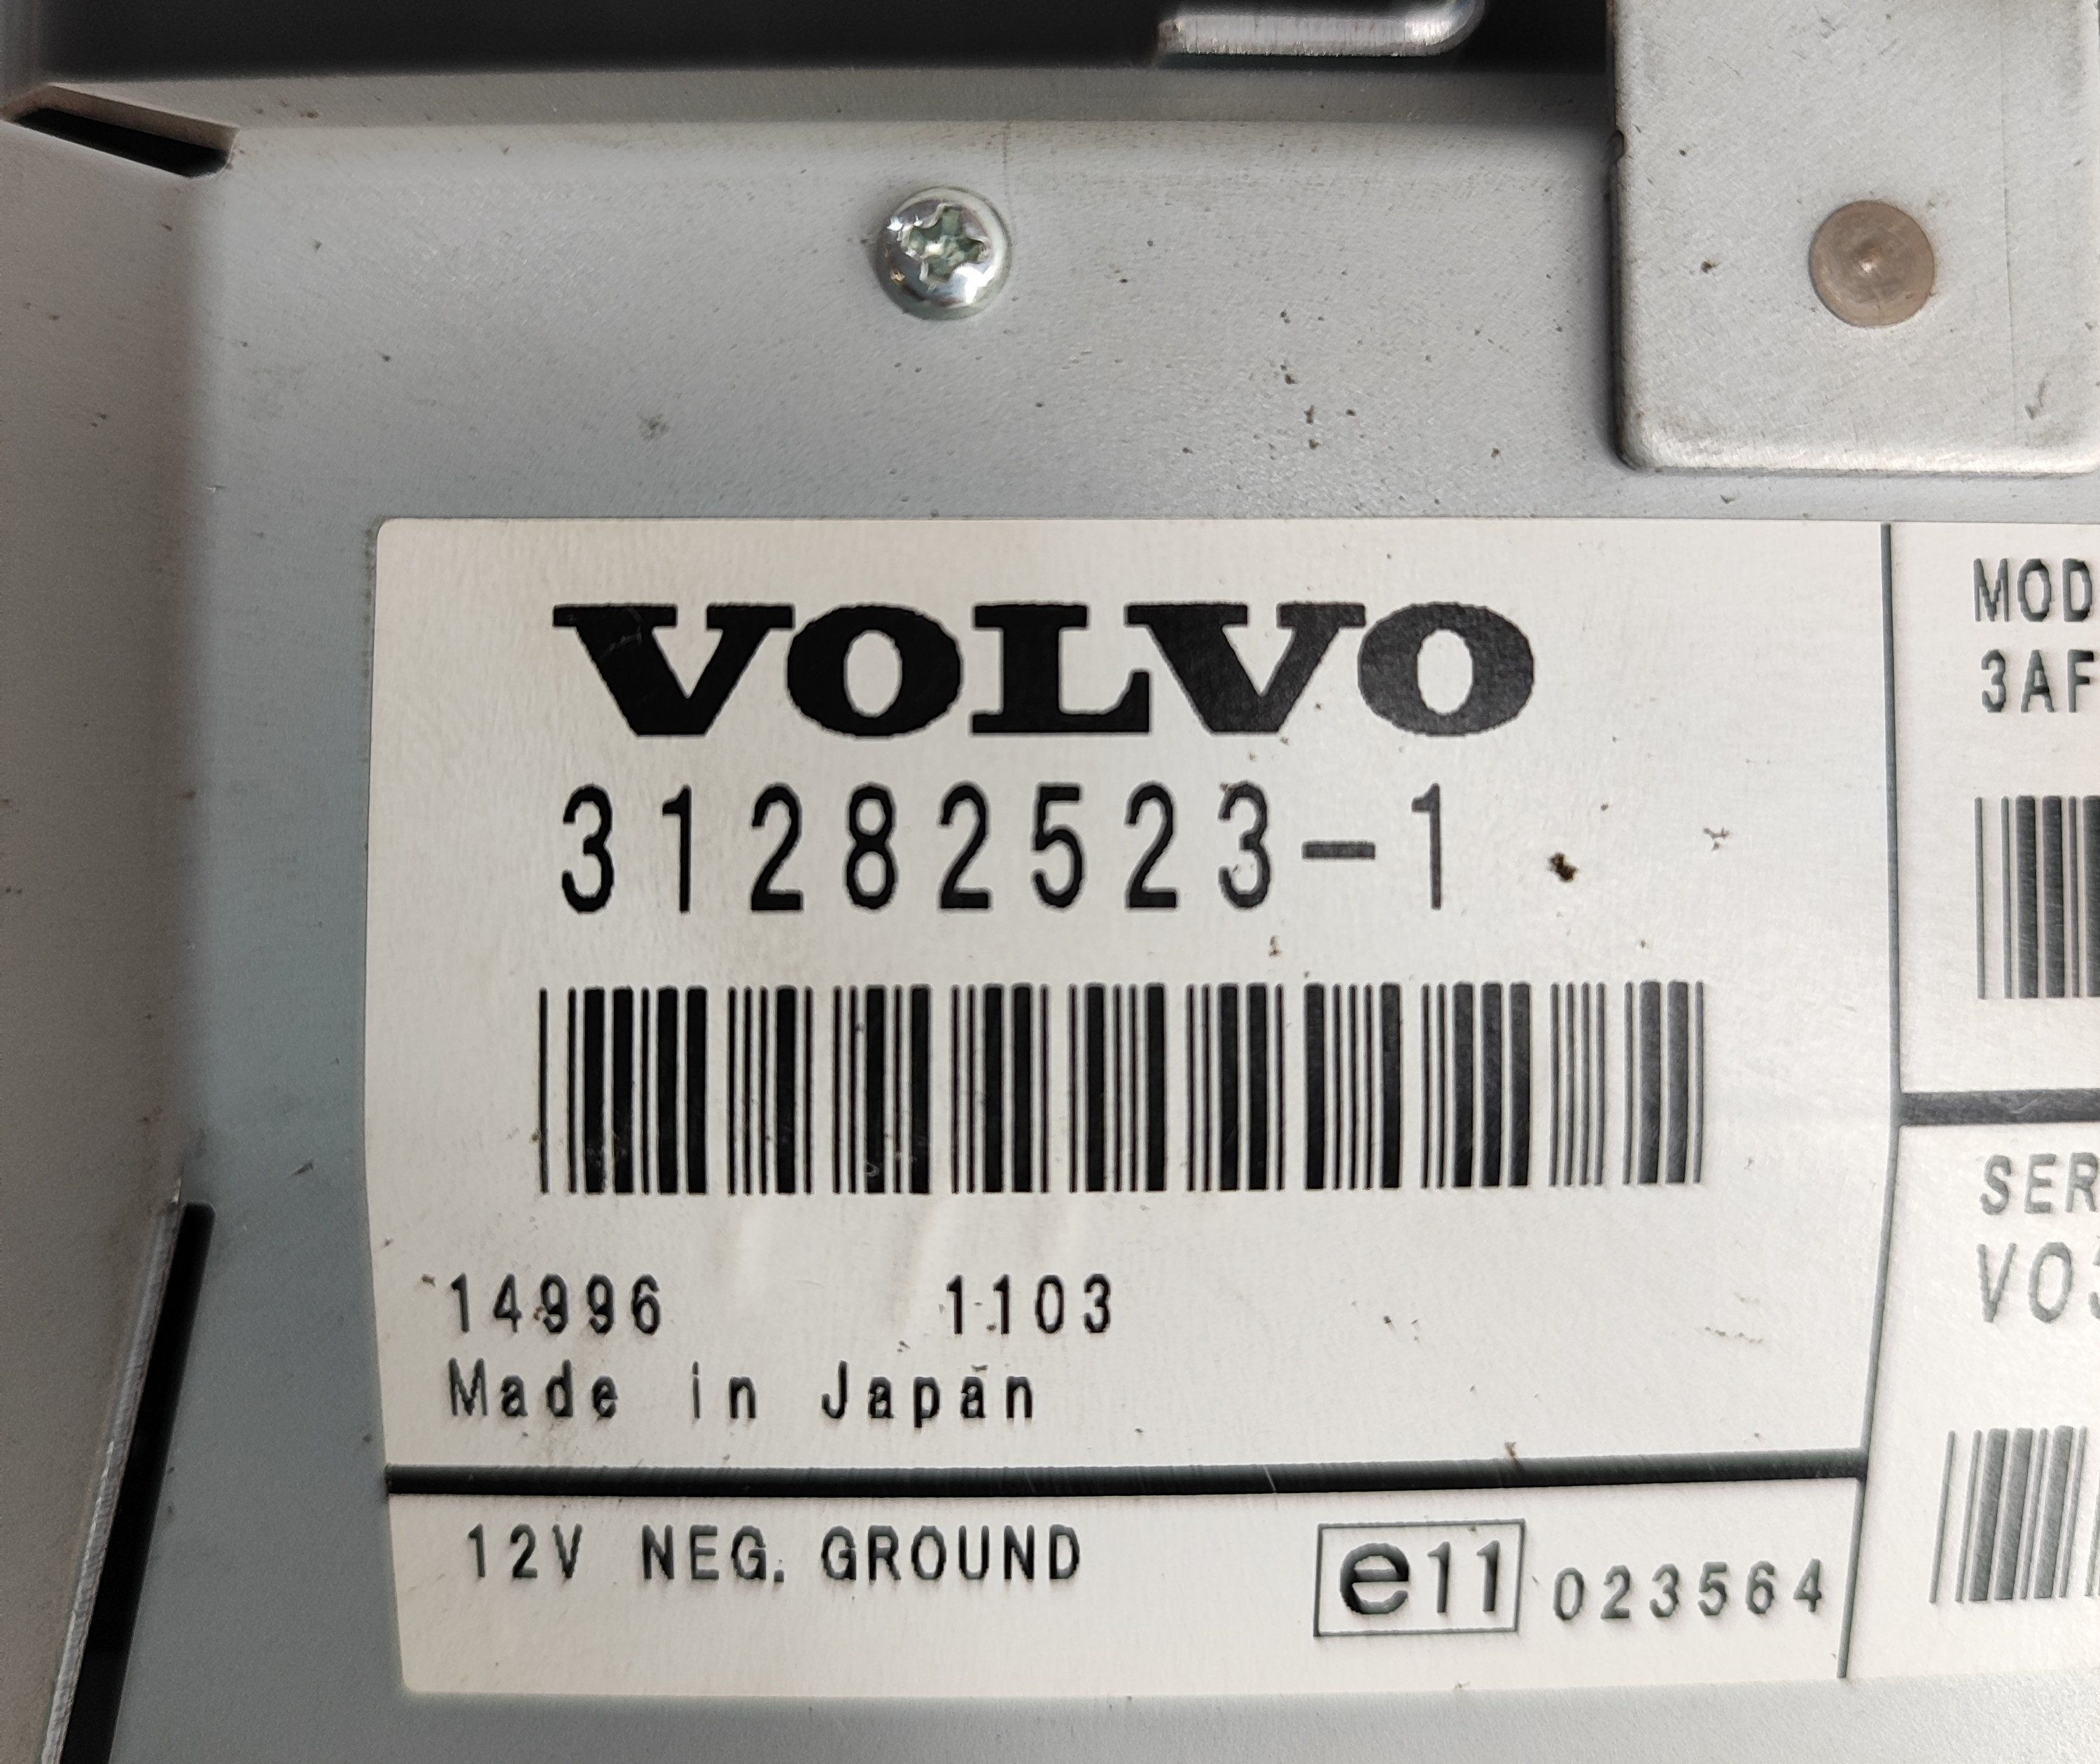 VOLVO
31282523-1
14996 1103
Made in Japan
12V NEG. GROUND
e11 023564
MOD
3AF
SER
VO